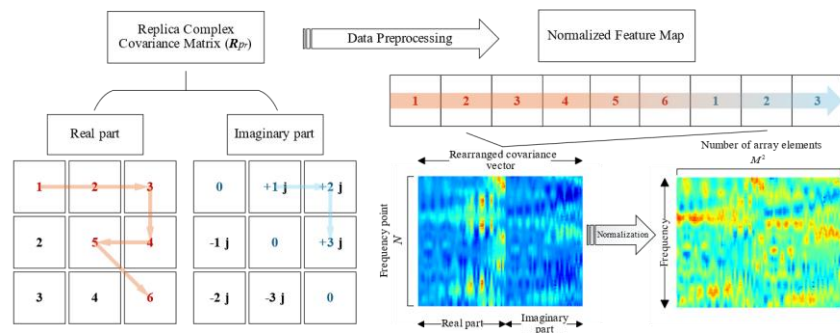 Replica Complex
Covariance Matrix (Rpr)
Data Preprocessing
Normalized Feature Map
1 2 3 4 5 6 1 2 3
Real part
Imaginary part
1 2 3
2 5 4
3 4 6
0 +1 j +2 j
-1 j 0 +3 j
-2 j -3 j 0
Rearranged covariance
vector
Frequency point
N
Real part
Imaginary
part
Normalization
Number of array elements
M²
Frequency